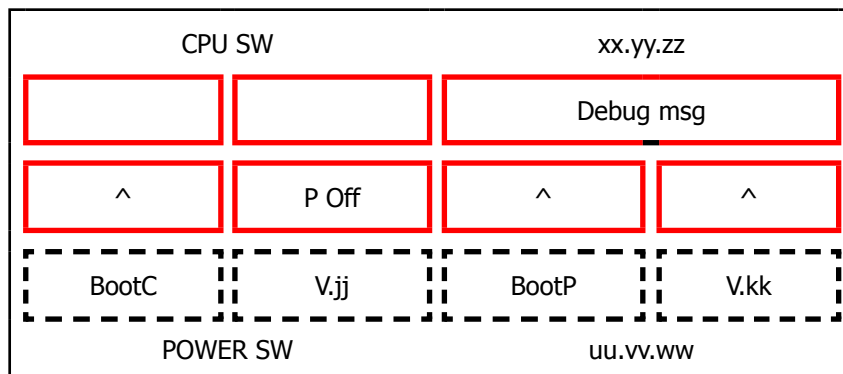 CPU SW xx.yy.zz
Debug msg
^ P Off ^ ^
BootC V.jj BootP V.kk
POWER SW uu.vv.ww